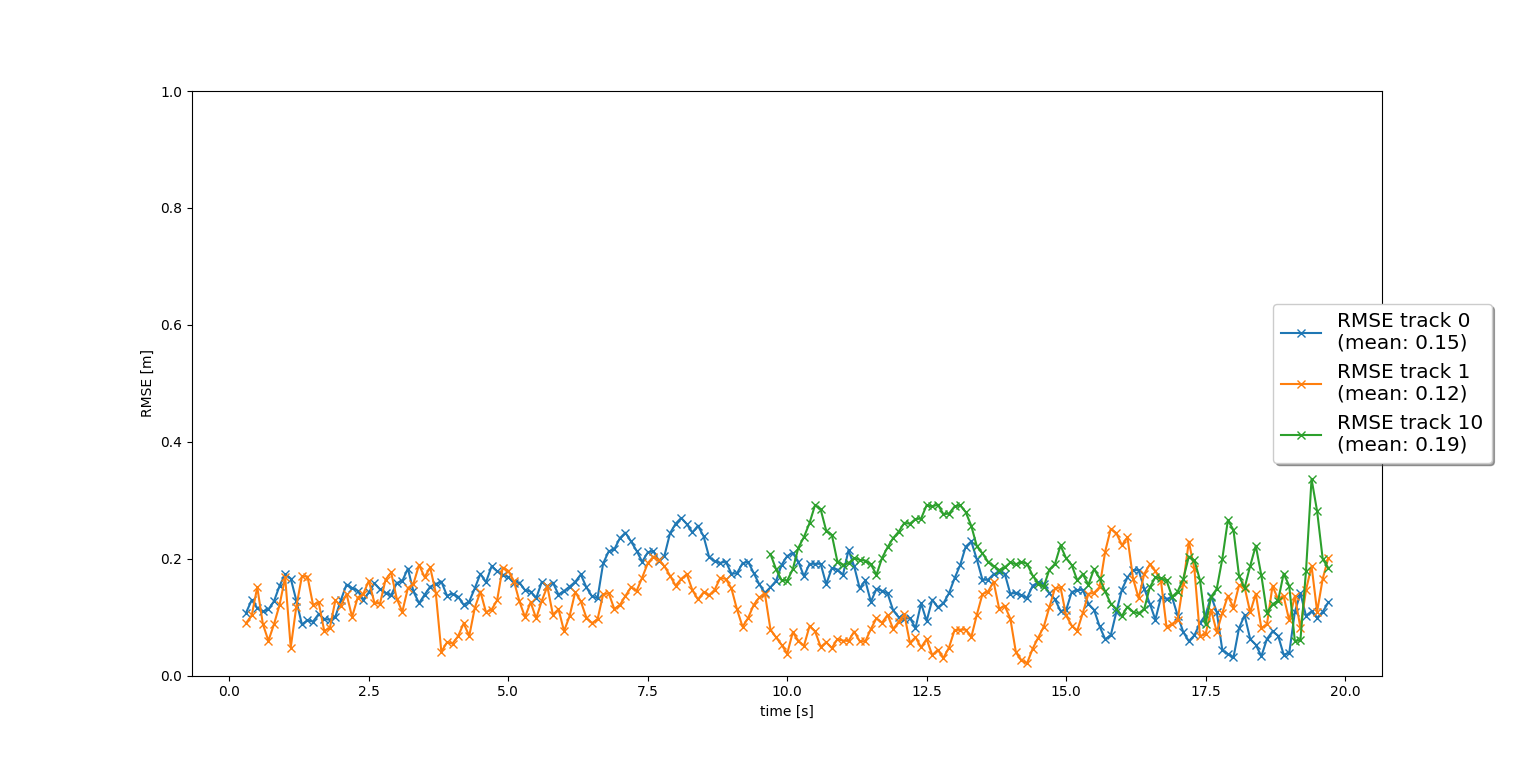 1.0
0.8
0.6
0.4
0.2
0.0
RMSE [m]
0.0 2.5 5.0 7.5 10.0 12.5 15.0 17.5 20.0
time [s]
RMSE track 0
(mean: 0.15)
RMSE track 1
(mean: 0.12)
RMSE track 10
(mean: 0.19)